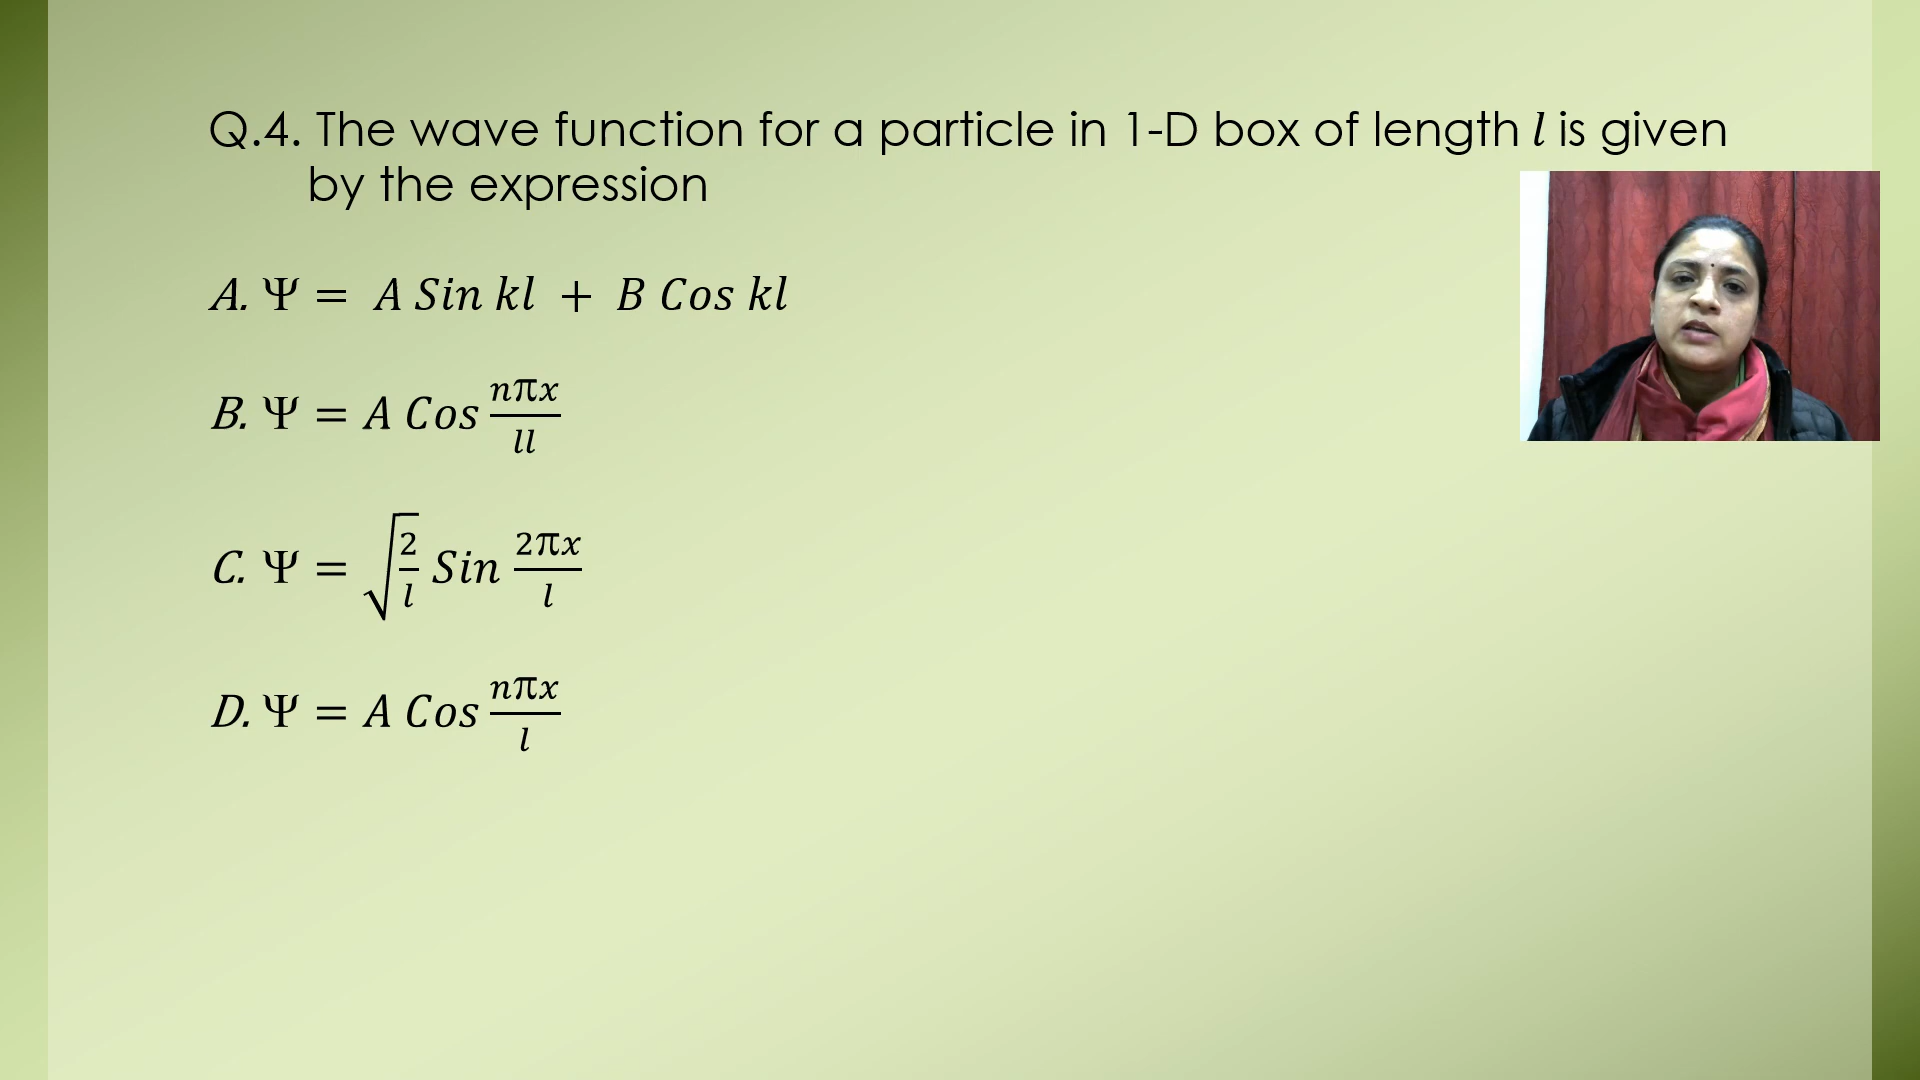 Q.4. The wave function for a particle in 1-D box of length l is given
by the expression
A. Ψ = A Sin kl + B Cos kl
B. Ψ = A Cos nπx/ll
C. Ψ = √(2/l) Sin 2πx/l
D. Ψ = A Cos nπx/l